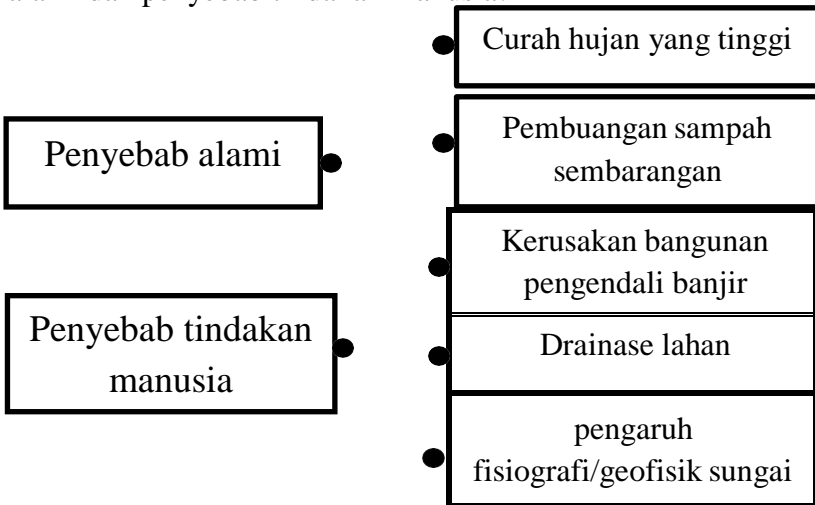 Curah hujan yang tinggi
Penyebab alami
Pembuangan sampah
sembarangan
Kerusakan bangunan
pengendali banjir
Penyebab tindakan
manusia
Drainase lahan
pengaruh
fisiografi/geofisik sungai